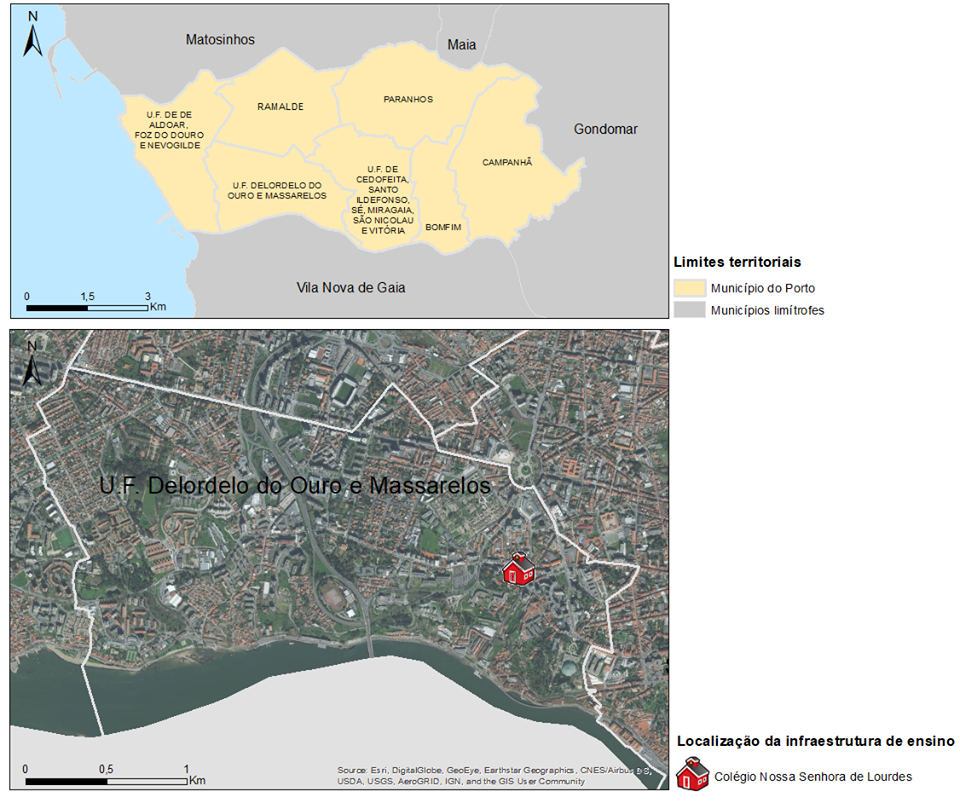 N
Matosinhos
Maia
Gondomar
Vila Nova de Gaia
U.F. DE DE
ALDOAR,
FOZ DO DOURO
E NEVOGILDE
RAMALDE
PARANHOS
CAMPANHÃ
U.F. DELORDELO DO
OURO E MASSARELOS
U.F. DE
CEDOFEITA,
SANTO
ILDEFONSO,
SÉ, MIRAGAIA,
SÃO NICOLAU
E VITÓRIA
BOMFIM
0 1,5 3
Km
Limites territoriais
Município do Porto
Municípios limítrofes
N
U.F. Delordelo do Ouro e Massarelos
0 0,5 1
Km
Source: Esri, DigitalGlobe, GeoEye, Earthstar Geographics, CNES/Airbus DS,
USDA, USGS, AeroGRID, IGN, and the GIS User Community
Localização da infraestrutura de ensino
Colégio Nossa Senhora de Lourdes